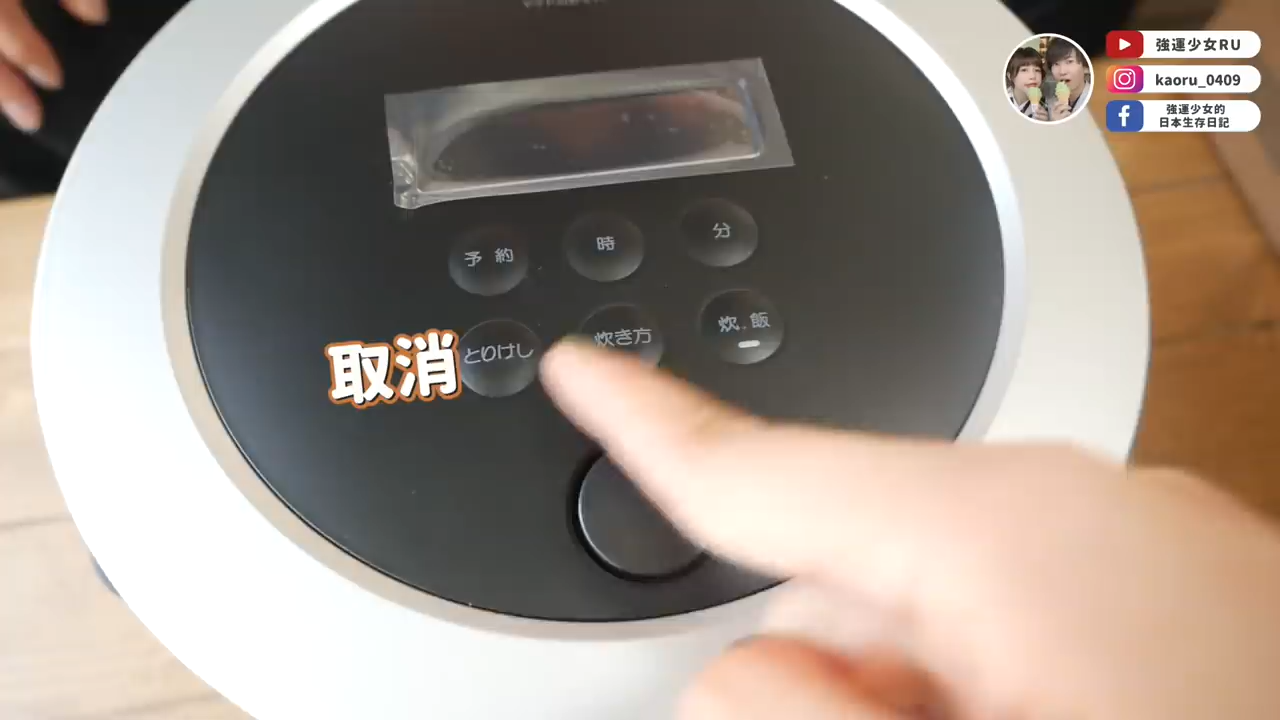 強運少女RU
kaoru_0409
強運少女的
日本生存日記
予約
時
分
取消
とりけし
炊き方
炊飯